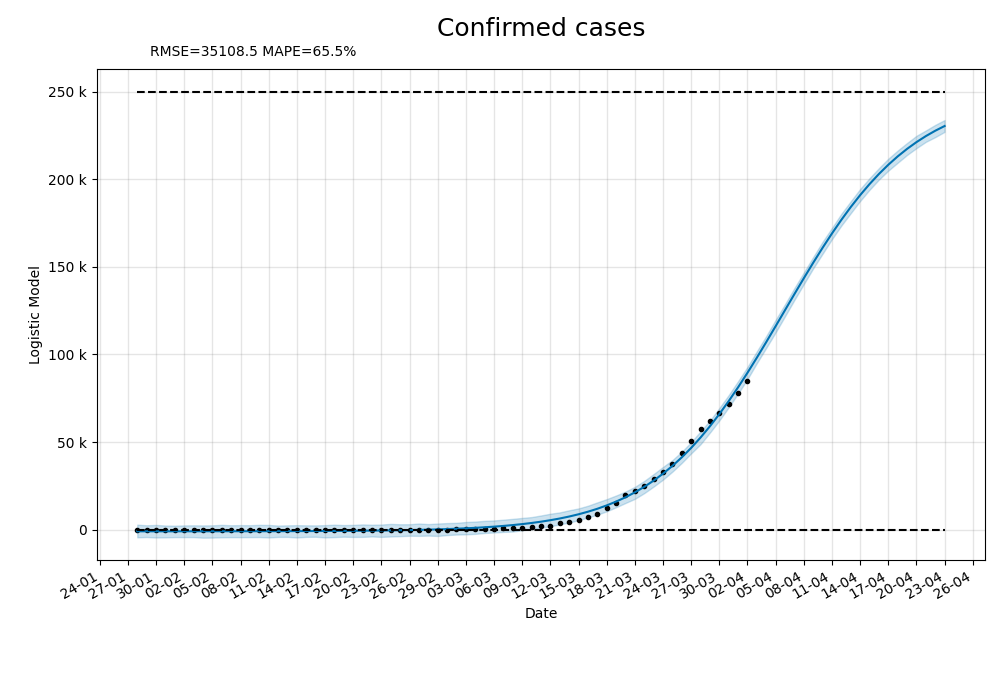 Confirmed cases
RMSE=35108.5 MAPE=65.5%
250 k
200 k
150 k
100 k
50 k
0
Logistic Model
24-01 27-01 30-01 02-02 05-02 08-02 11-02 14-02 17-02 20-02 23-02 26-02 29-02 03-03 06-03 09-03 12-03 15-03 18-03 21-03 24-03 27-03 30-03 02-04 05-04 08-04 11-04 14-04 17-04 20-04 23-04 26-04
Date